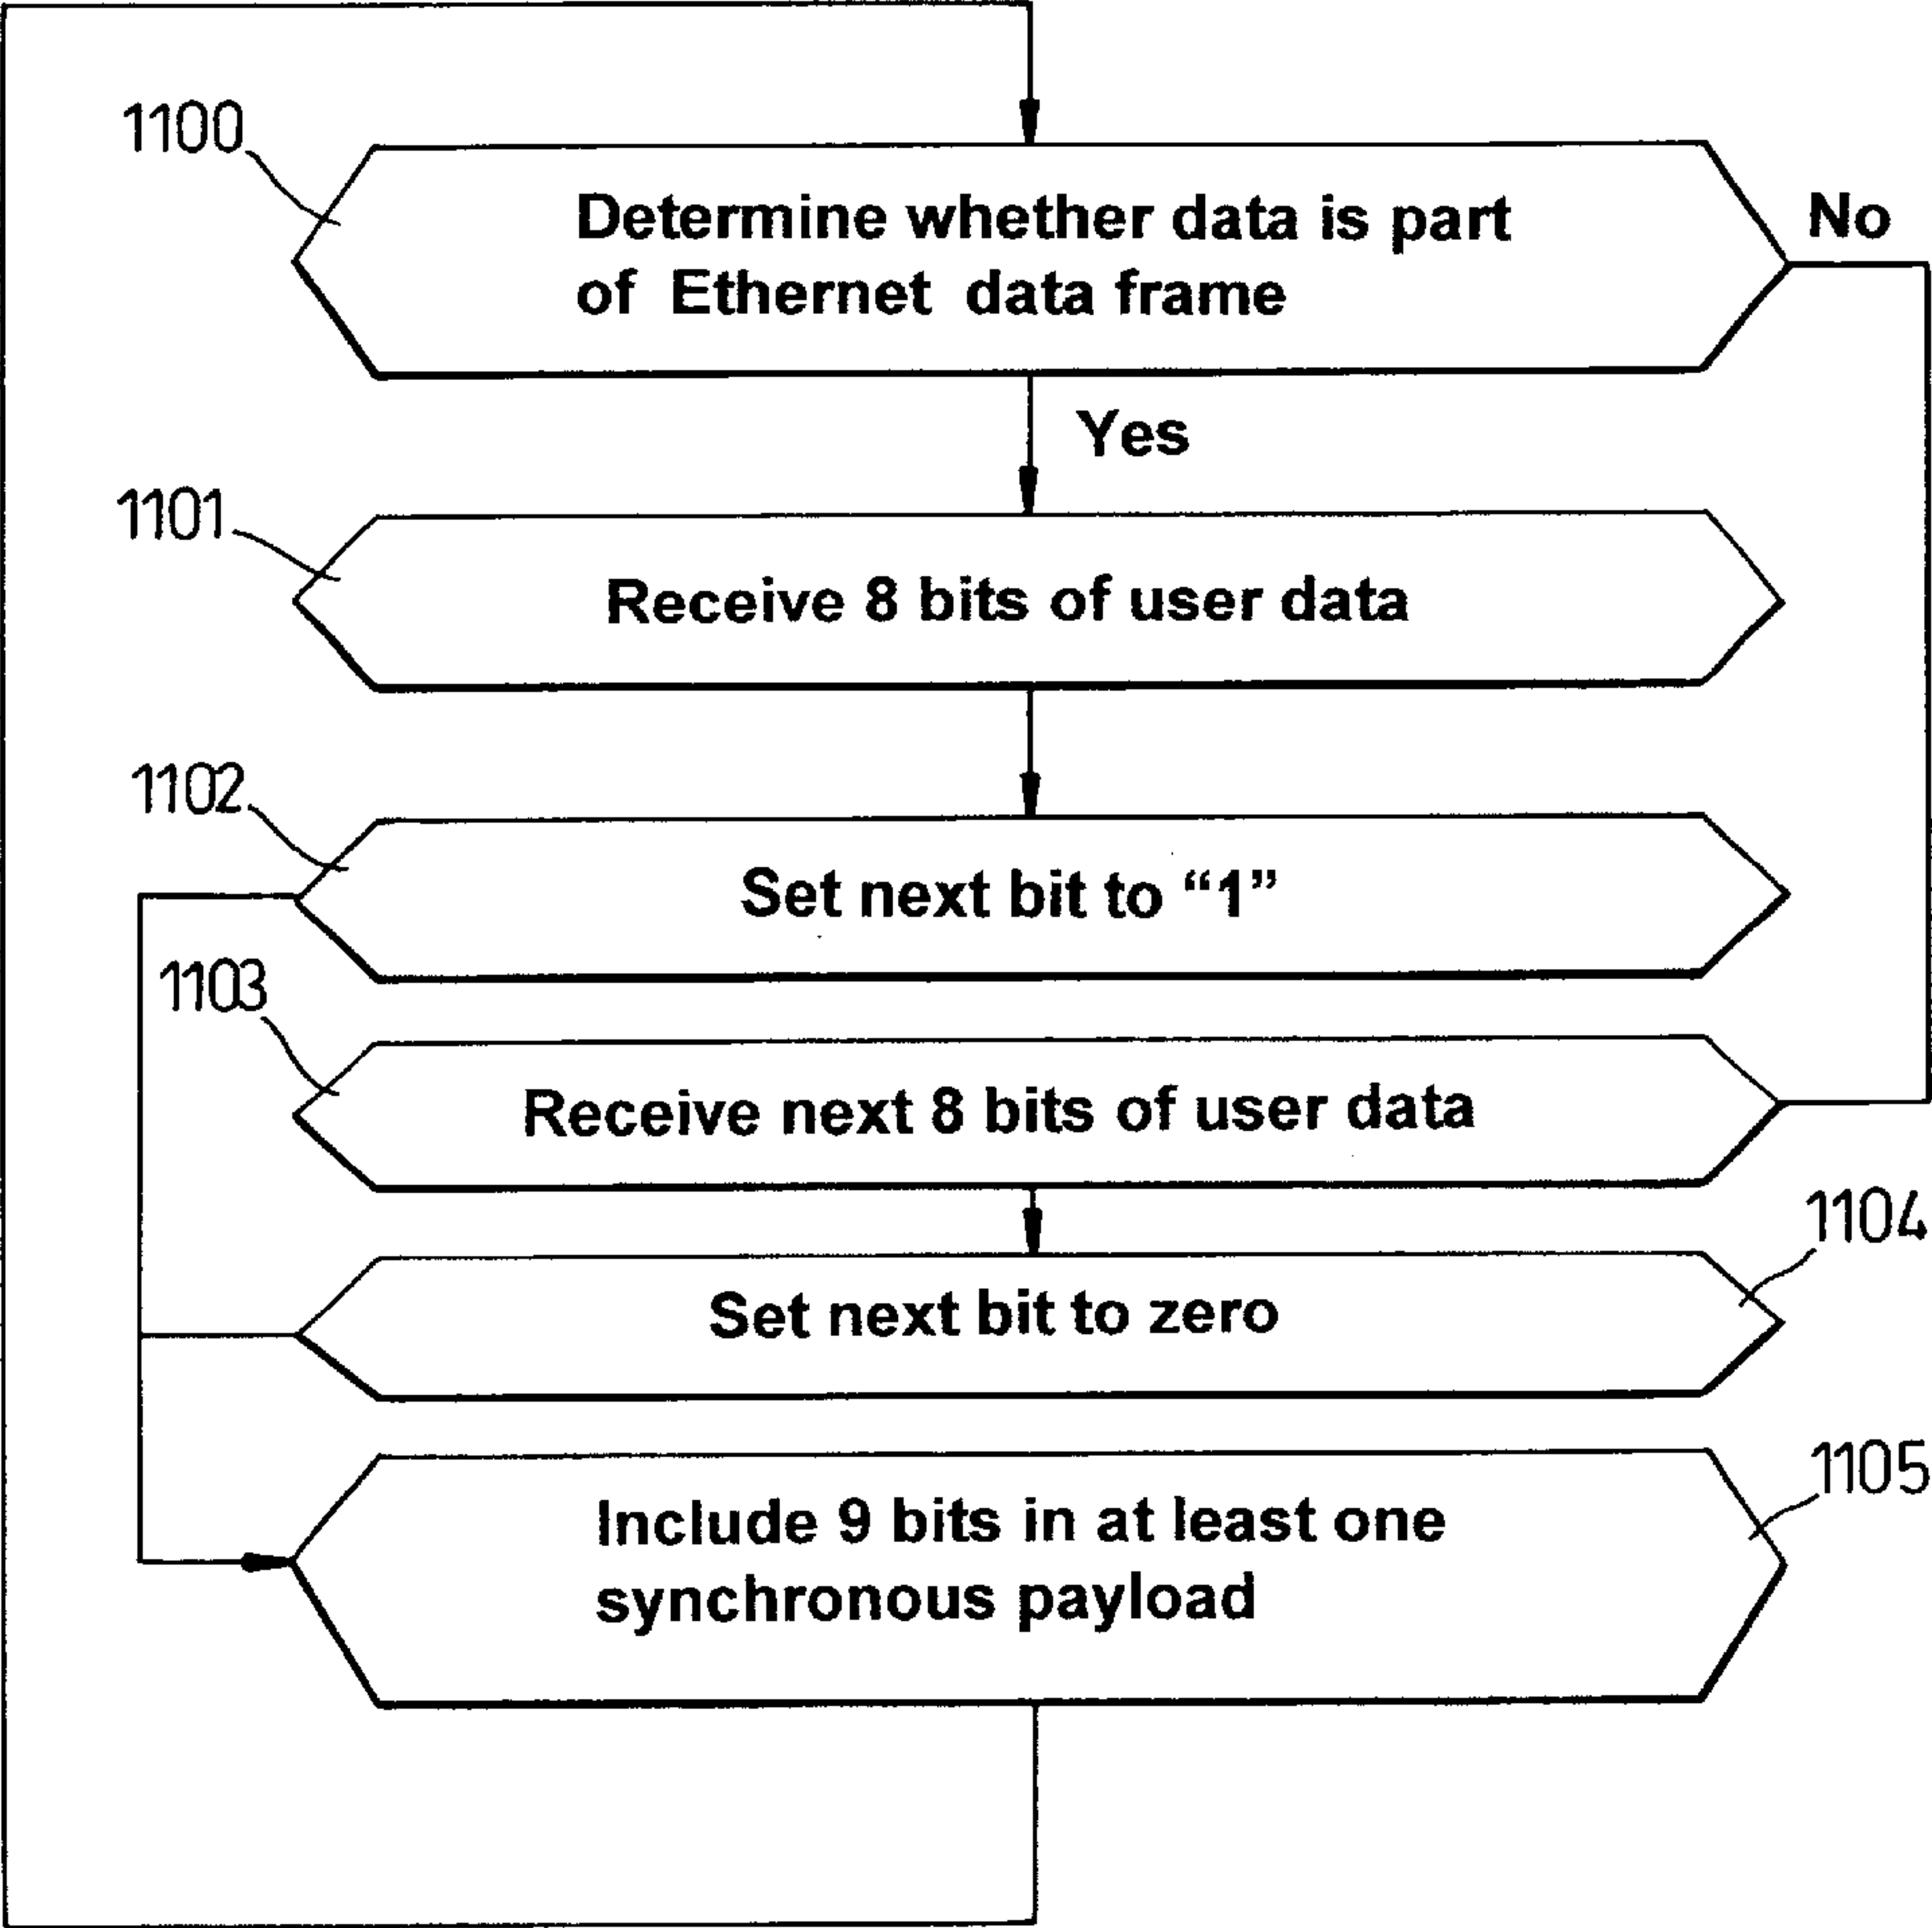 1100
Determine whether data is part
of Ethernet data frame
No
Yes
1101
Receive 8 bits of user data
1102
Set next bit to “1”
1103
Receive next 8 bits of user data
1104
Set next bit to zero
1105
Include 9 bits in at least one
synchronous payload